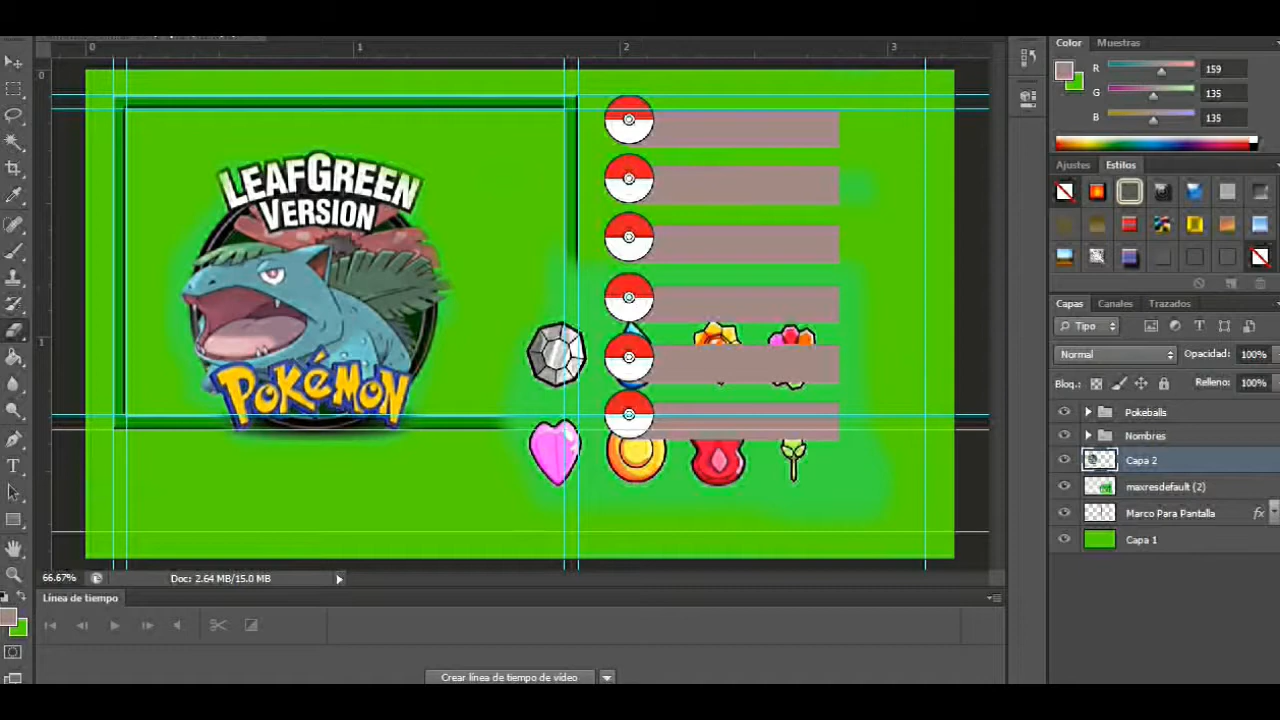 0 1 2 3
Color Muestras
R 159
G 135
B 135
0
1
LEAFGREEN
VERSION
POKéMON
Ajustes Estilos
Capas Canales Trazados
Tipo
Normal Opacidad: 100%
Bloq.: Relleno: 100%
Pokeballs
Nombres
Capa 2
maxresdefault (2)
Marco Para Pantalla fx
Capa 1
66.67% Doc: 2.64 MB/15.0 MB
Línea de tiempo
Crear línea de tiempo de vídeo